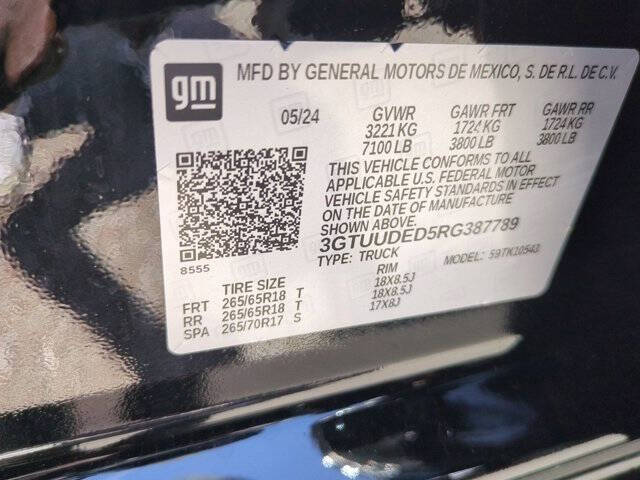 gm
MFD BY GENERAL MOTORS DE MEXICO, S. DE R.L. DE C.V.
05/24 GVWR GAWR FRT GAWR RR
3221 KG 1724 KG 1724 KG
7100 LB 3800 LB 3800 LB
THIS VEHICLE CONFORMS TO ALL
APPLICABLE U.S. FEDERAL MOTOR
VEHICLE SAFETY STANDARDS IN EFFECT
ON THE DATE OF MANUFACTURE
SHOWN ABOVE.
3GTUUDED5RG387789
TYPE: TRUCK MODEL: 59TK10543
8555
TIRE SIZE RIM
FRT 265/65R18 T 18X8.5J
RR 265/65R18 T 18X8.5J
SPA 265/70R17 S 17X8J